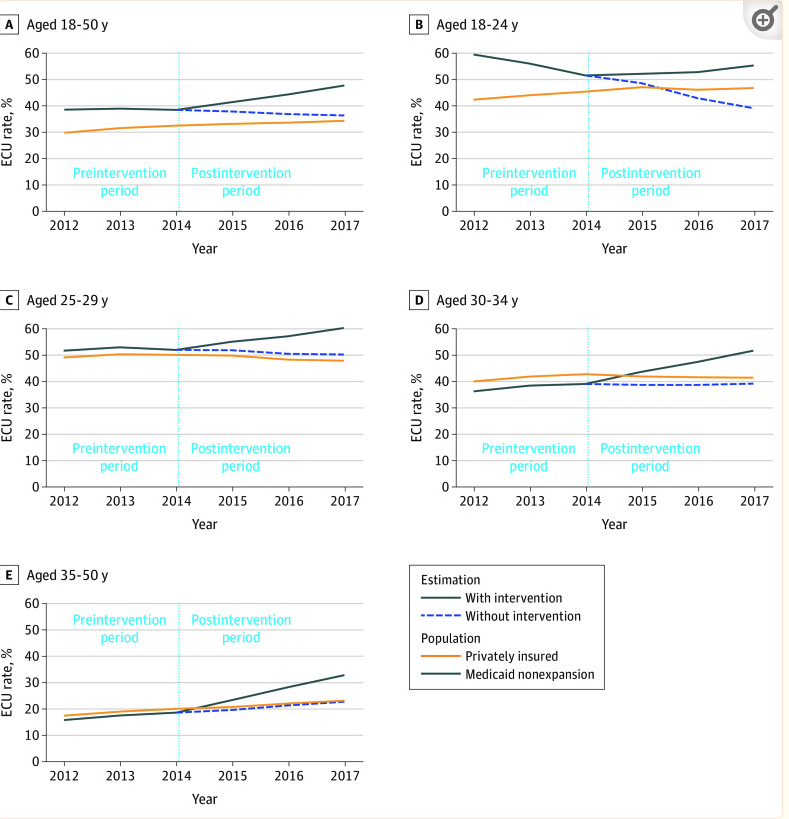 A Aged 18-50 y
60
50
40
30
20
10
0
ECU rate, %
Preintervention
period
Postintervention
period
2012 2013 2014 2015 2016 2017
Year
B Aged 18-24 y
60
50
40
30
20
10
0
ECU rate, %
Preintervention
period
Postintervention
period
2012 2013 2014 2015 2016 2017
Year
C Aged 25-29 y
60
50
40
30
20
10
0
ECU rate, %
Preintervention
period
Postintervention
period
2012 2013 2014 2015 2016 2017
Year
D Aged 30-34 y
60
50
40
30
20
10
0
ECU rate, %
Preintervention
period
Postintervention
period
2012 2013 2014 2015 2016 2017
Year
E Aged 35-50 y
60
50
40
30
20
10
0
ECU rate, %
Preintervention
period
Postintervention
period
2012 2013 2014 2015 2016 2017
Year
Estimation
With intervention
Without intervention
Population
Privately insured
Medicaid nonexpansion